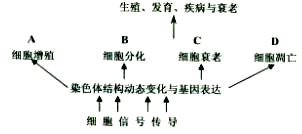 生殖、发育、疾病与衰老
A B C D
细胞增殖 细胞分化 细胞衰老 细胞凋亡
染色体结构动态变化与基因表达
细 胞 信 号 传 导